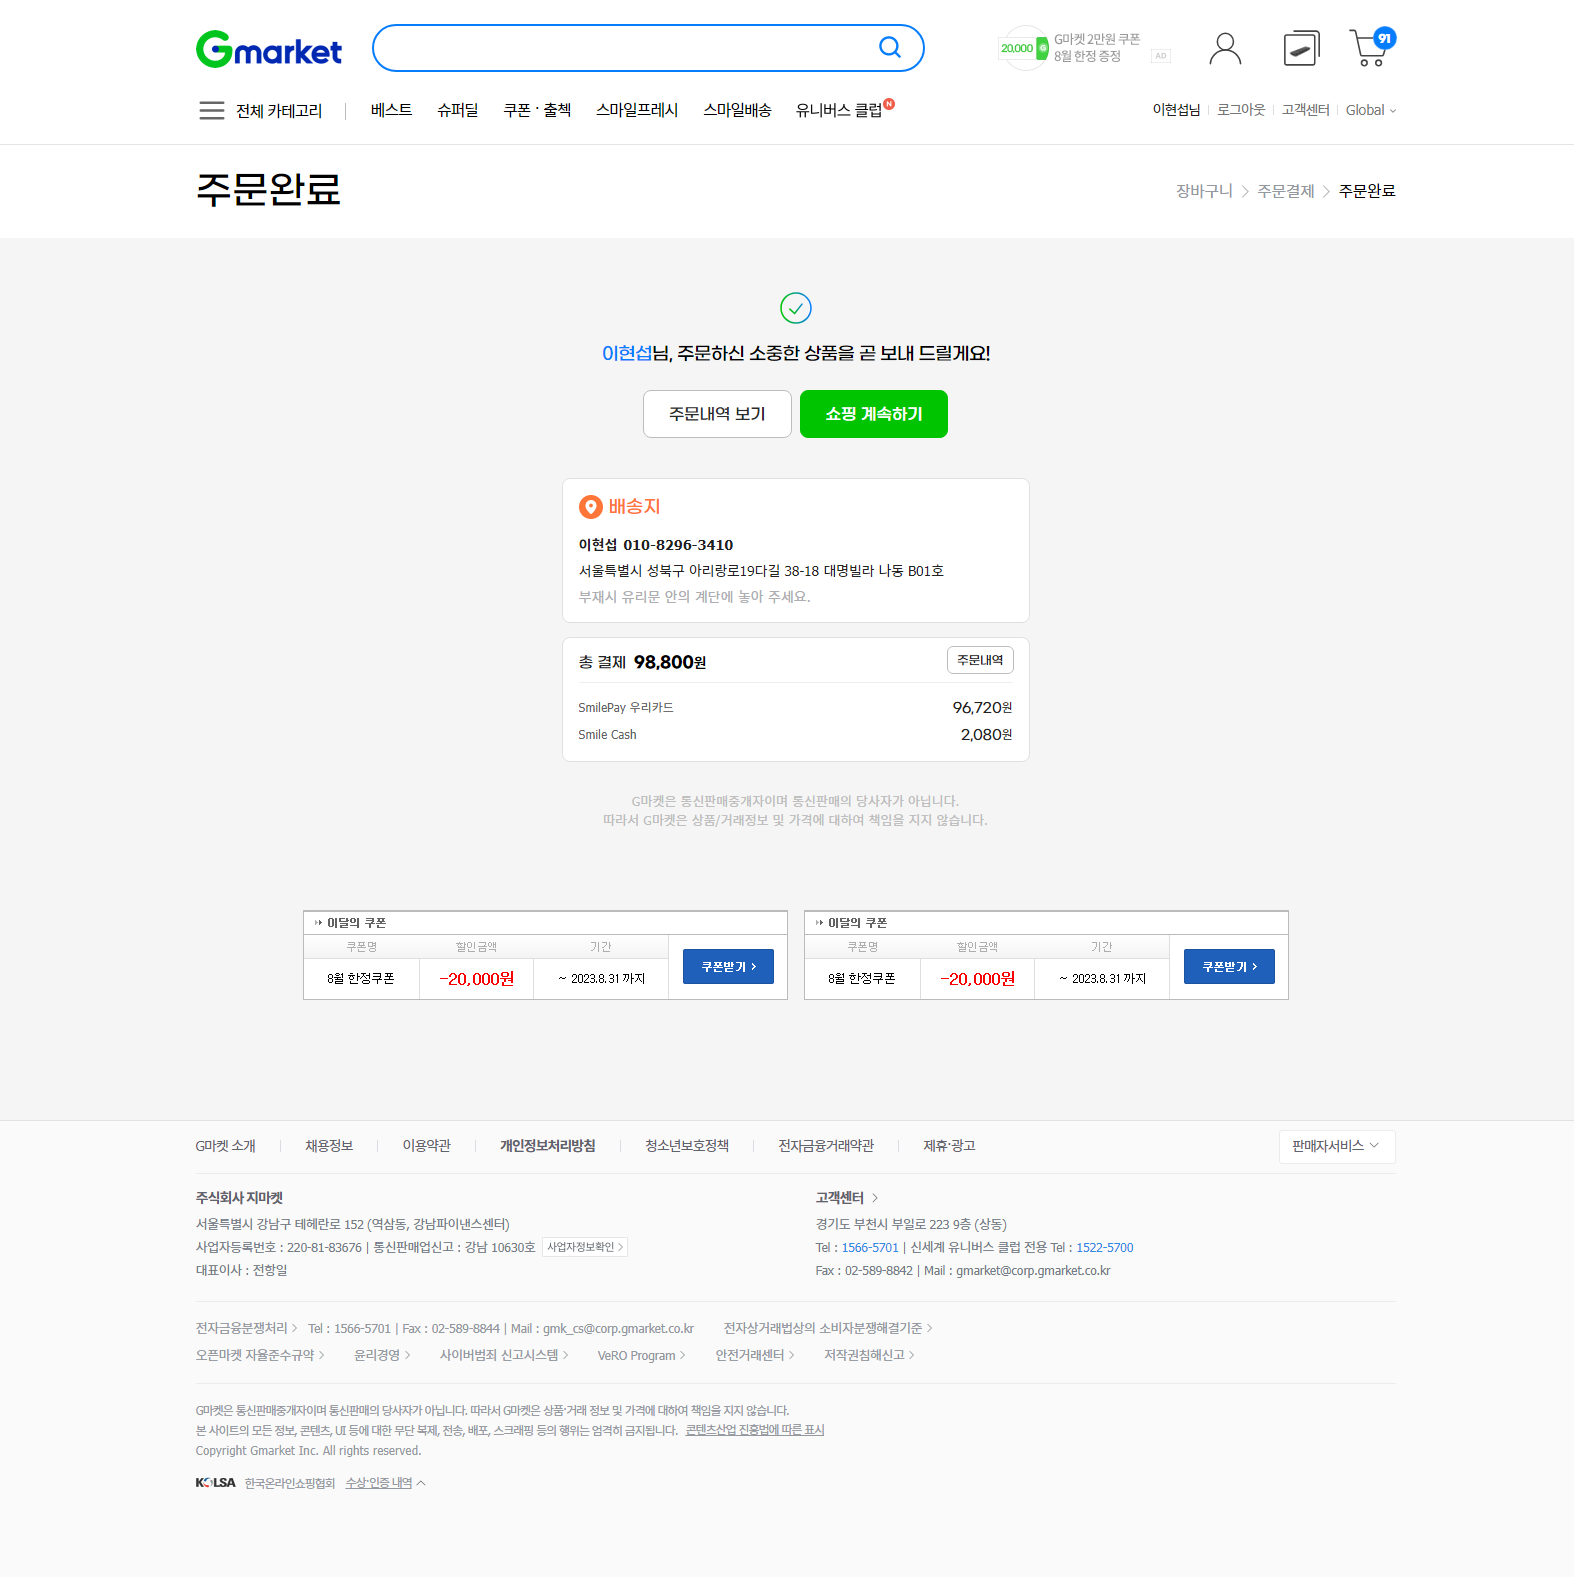 Gmarket
20,000 G
G마켓 2만원 쿠폰
8월 한정 증정
AD
91
전체 카테고리
베스트
슈퍼딜
쿠폰 · 출첵
스마일프레시
스마일배송
유니버스 클럽 N
이현섭님
로그아웃
고객센터
Global
주문완료
장바구니 > 주문결제 > 주문완료
이현섭님, 주문하신 소중한 상품을 곧 보내 드릴게요!
주문내역 보기
쇼핑 계속하기
배송지
이현섭 010-8296-3410
서울특별시 성북구 아리랑로19다길 38-18 대명빌라 나동 B01호
부재시 유리문 안의 계단에 놓아 주세요.
총 결제 98,800원
주문내역
SmilePay 우리카드 96,720원
Smile Cash 2,080원
G마켓은 통신판매중개자이며 통신판매의 당사자가 아닙니다.
따라서 G마켓은 상품/거래정보 및 가격에 대하여 책임을 지지 않습니다.
이달의 쿠폰
쿠폰명 할인금액 기간
8월 한정쿠폰 -20,000원 ~ 2023.8.31 까지
쿠폰받기 >
이달의 쿠폰
쿠폰명 할인금액 기간
8월 한정쿠폰 -20,000원 ~ 2023.8.31 까지
쿠폰받기 >
G마켓 소개
채용정보
이용약관
개인정보처리방침
청소년보호정책
전자금융거래약관
제휴·광고
판매자서비스
주식회사 지마켓
서울특별시 강남구 테헤란로 152 (역삼동, 강남파이낸스센터)
사업자등록번호 : 220-81-83676 | 통신판매업신고 : 강남 10630호 사업자정보확인 >
대표이사 : 전항일
고객센터 >
경기도 부천시 부일로 223 9층 (상동)
Tel : 1566-5701 | 신세계 유니버스 클럽 전용 Tel : 1522-5700
Fax : 02-589-8842 | Mail : gmarket@corp.gmarket.co.kr
전자금융분쟁처리 > Tel : 1566-5701 | Fax : 02-589-8844 | Mail : gmk_cs@corp.gmarket.co.kr 전자상거래법상의 소비자분쟁해결기준 >
오픈마켓 자율준수규약 > 윤리경영 > 사이버범죄 신고시스템 > VeRO Program > 안전거래센터 > 저작권침해신고 >
G마켓은 통신판매중개자이며 통신판매의 당사자가 아닙니다. 따라서 G마켓은 상품·거래 정보 및 가격에 대하여 책임을 지지 않습니다.
본 사이트의 모든 정보, 콘텐츠, UI 등에 대한 무단 복제, 전송, 배포, 스크래핑 등의 행위는 엄격히 금지됩니다. 콘텐츠산업 진흥법에 따른 표시
Copyright Gmarket Inc. All rights reserved.
KOLSA 한국온라인쇼핑협회 수상·인증 내역